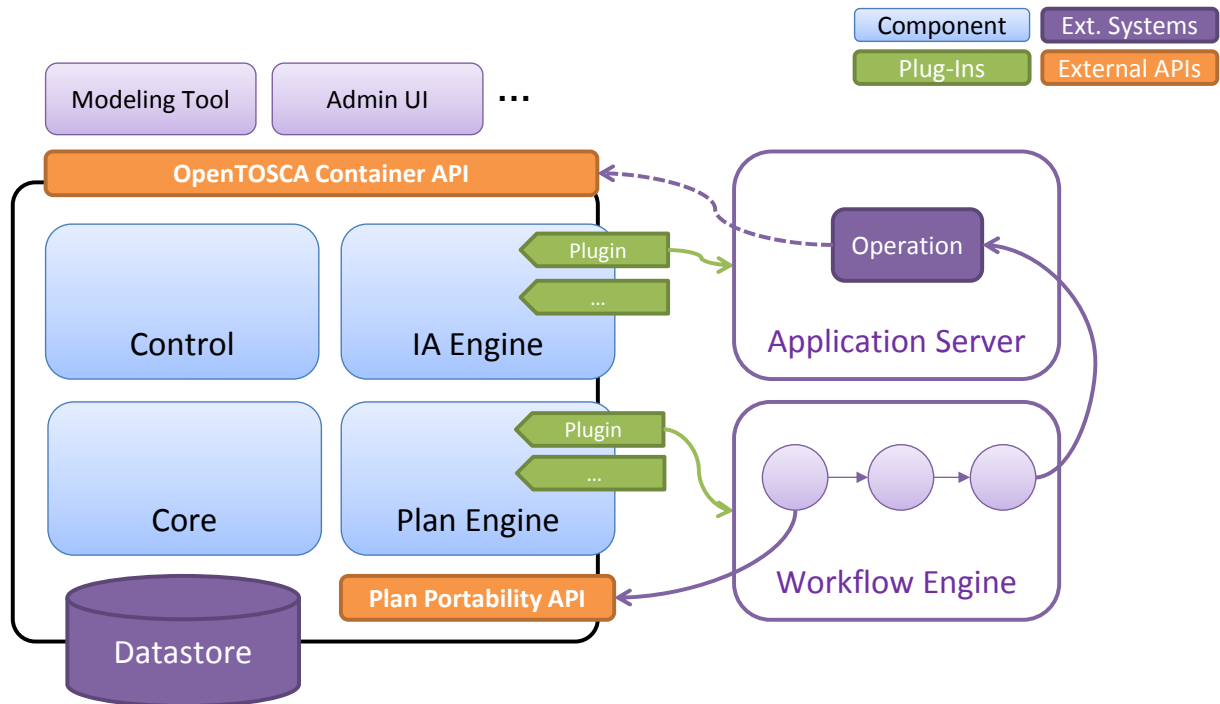 Component
Ext. Systems
Plug-Ins
External APIs
Modeling Tool
Admin UI
...
OpenTOSCA Container API
Control
IA Engine
Plugin
...
Operation
Application Server
Core
Plan Engine
Plugin
...
Plan Portability API
Workflow Engine
Datastore